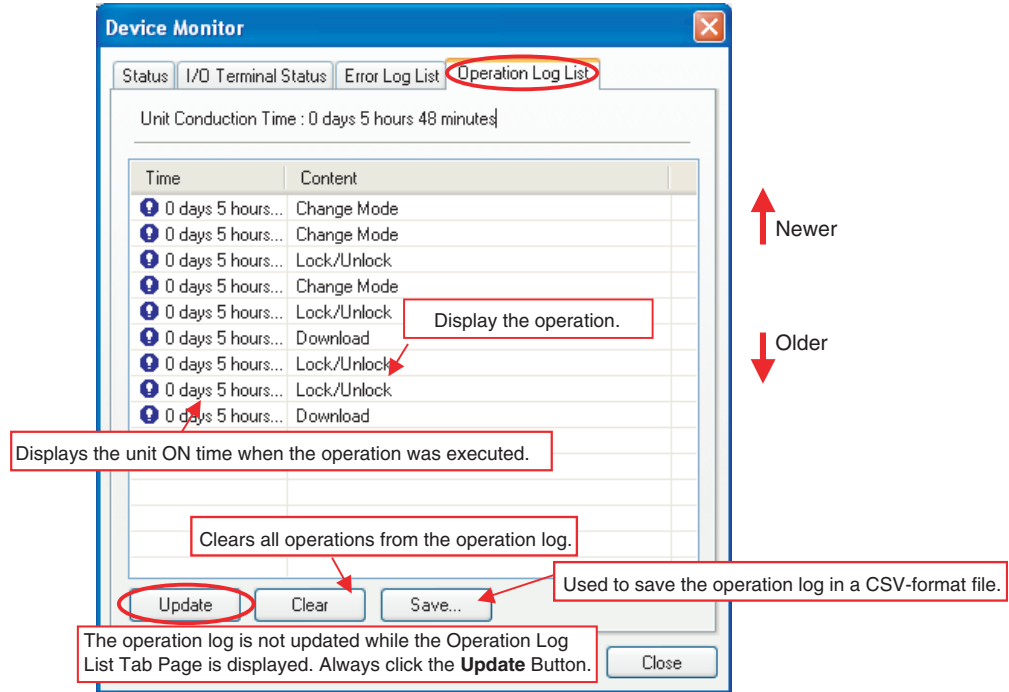 Device Monitor
Status I/O Terminal Status Error Log List Operation Log List
Unit Conduction Time : 0 days 5 hours 48 minutes
Time Content
0 days 5 hours... Change Mode
0 days 5 hours... Change Mode
Newer
0 days 5 hours... Lock/Unlock
0 days 5 hours... Change Mode
0 days 5 hours... Lock/Unlock
Display the operation.
0 days 5 hours... Download
Older
0 days 5 hours... Lock/Unlock
0 days 5 hours... Lock/Unlock
0 days 5 hours... Download
Displays the unit ON time when the operation was executed.
Clears all operations from the operation log.
Used to save the operation log in a CSV-format file.
Update Clear Save...
The operation log is not updated while the Operation Log
List Tab Page is displayed. Always click the Update Button.
Close